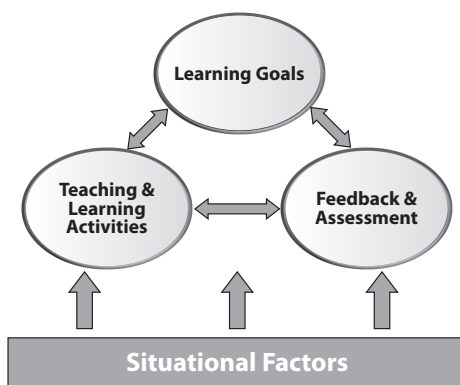 Learning Goals
Teaching &
Learning
Activities
Feedback &
Assessment
Situational Factors